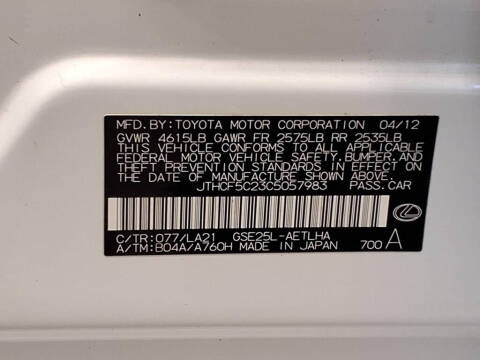 MFD.BY:TOYOTA MOTOR CORPORATION 04/12
GVWR 4615LB GAWR FR 2575LB RR 2535LB
THIS VEHICLE CONFORMS TO ALL APPLICABLE
FEDERAL MOTOR VEHICLE SAFETY,BUMPER,AND
THEFT PREVENTION STANDARDS IN EFFECT ON
THE DATE OF MANUFACTURE SHOWN ABOVE.
JTHCF5C23C5057983 PASS.CAR
C/TR:077/LA21 GSE25L-AETLHA
A/TM:B04A/A760H MADE IN JAPAN 700 A